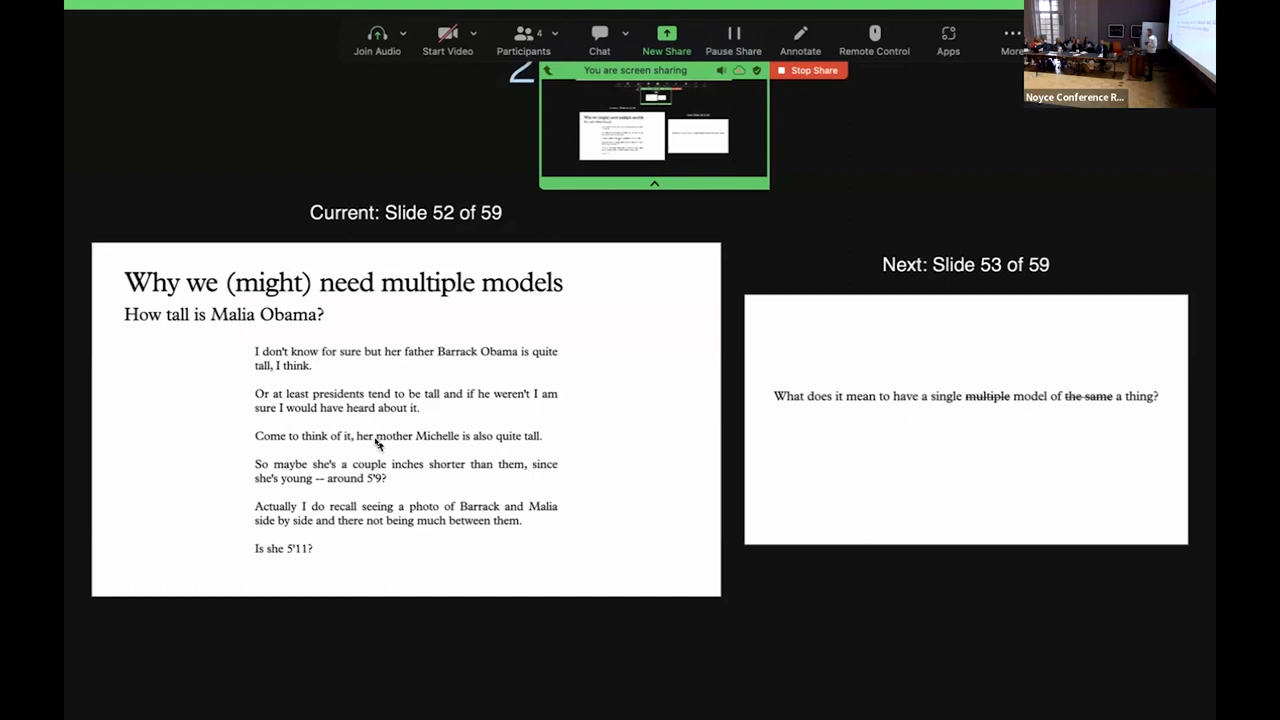 Join Audio
Start Video
Participants
4
Chat
New Share
Pause Share
Annotate
Remote Control
Apps
More
Noyce Conference R...
You are screen sharing
Stop Share
Current: Slide 52 of 59
Why we (might) need multiple models
How tall is Malia Obama?
I don't know for sure but her father Barrack Obama is quite
tall, I think.
Or at least presidents tend to be tall and if he weren't I am
sure I would have heard about it.
Come to think of it, her mother Michelle is also quite tall.
So maybe she's a couple inches shorter than them, since
she's young -- around 5'9?
Actually I do recall seeing a photo of Barrack and Malia
side by side and there not being much between them.
Is she 5'11?
Next: Slide 53 of 59
What does it mean to have a single multiple model of the same a thing?